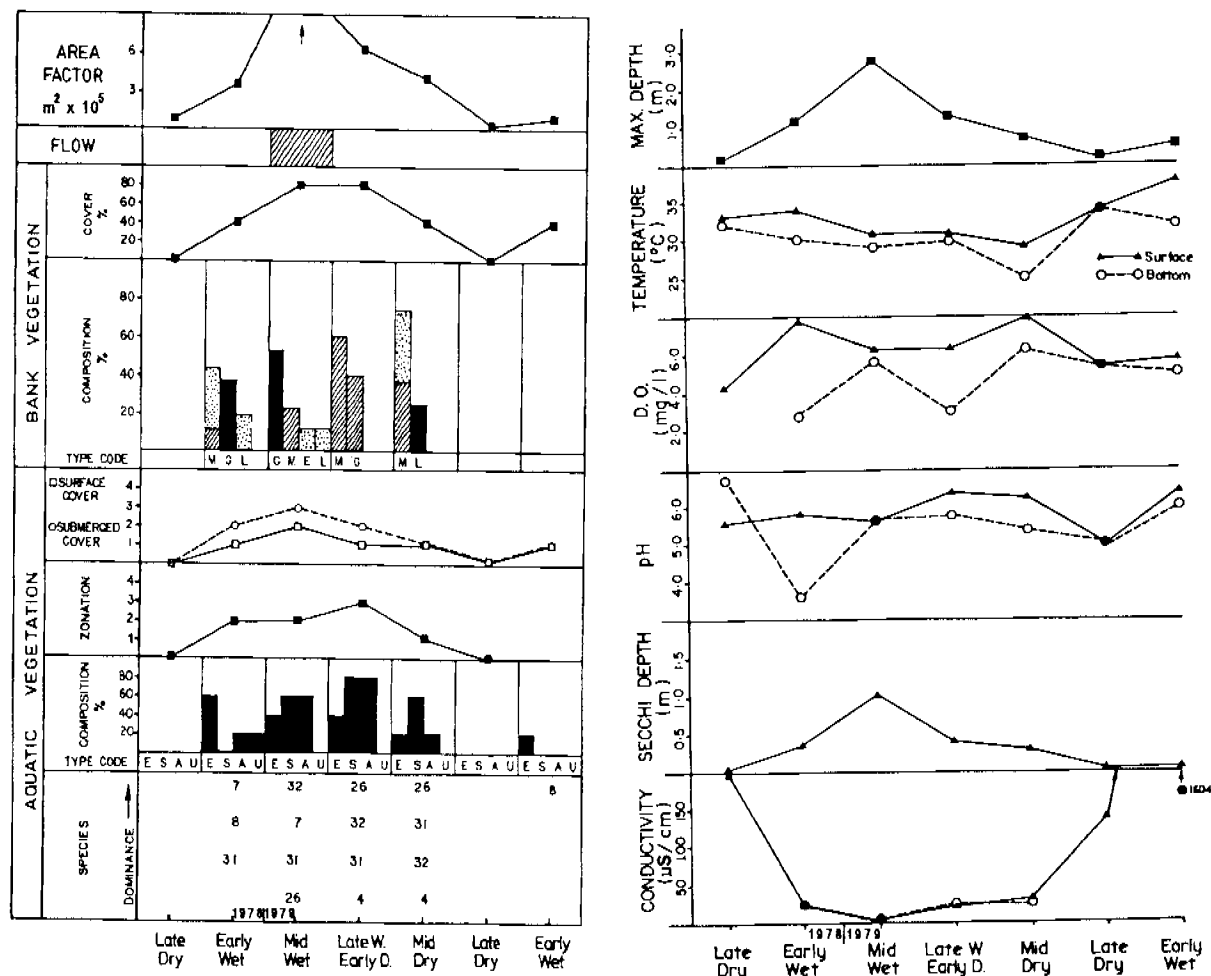 AREA
FACTOR
m² x 10⁵
6
3
FLOW
BANK VEGETATION
COVER
%
80
60
40
20
COMPOSITION
%
80
60
40
20
TYPE CODE
M G L
G M E L
M G
M L
AQUATIC VEGETATION
□SURFACE
COVER
○SUBMERGED
COVER
4
3
2
1
ZONATION
4
3
2
1
COMPOSITION
%
80
60
40
20
TYPE CODE
E S A U E S A U E S A U E S A U E S A U E S A U E S A U
SPECIES
DOMINANCE
7 32 26 26 8
8 7 32 31
31 31 31 32
26 4 4
1978 1979
Late
Dry
Early
Wet
Mid
Wet
Late W.
Early D.
Mid
Dry
Late
Dry
Early
Wet
MAX. DEPTH
(m)
3.0
2.0
1.0
TEMPERATURE
(°C)
35
30
25
Surface
Bottom
D.O.
(mg/l)
6.0
4.0
2.0
pH
6.0
5.0
4.0
SECCHI DEPTH
(m)
1.5
1.0
0.5
CONDUCTIVITY
(µS/cm)
150
100
50
1604
1978 1979
Late
Dry
Early
Wet
Mid
Wet
Late W
Early D.
Mid
Dry
Late
Dry
Early
Wet